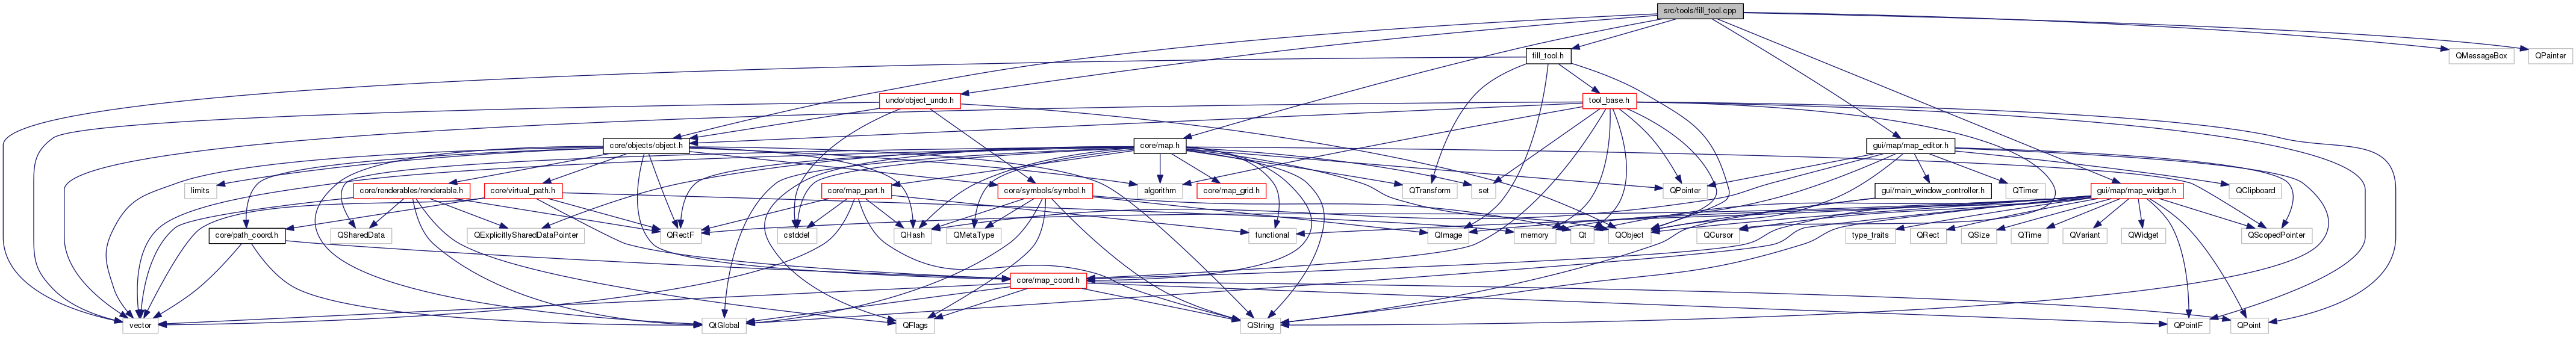 src/tools/fill_tool.cpp
fill_tool.h
QMessageBox
QPainter
undo/object_undo.h
tool_base.h
core/objects/object.h
core/map.h
gui/map/map_editor.h
limits
core/renderables/renderable.h
core/virtual_path.h
core/map_part.h
core/symbols/symbol.h
algorithm
core/map_grid.h
QTransform
set
QPointer
gui/main_window_controller.h
QTimer
gui/map/map_widget.h
QClipboard
core/path_coord.h
QSharedData
QExplicitlySharedDataPointer
QRectF
cstddef
QHash
QMetaType
functional
QImage
memory
Qt
QObject
QCursor
type_traits
QRect
QSize
QTime
QVariant
QWidget
QScopedPointer
core/map_coord.h
vector
QtGlobal
QFlags
QString
QPointF
QPoint